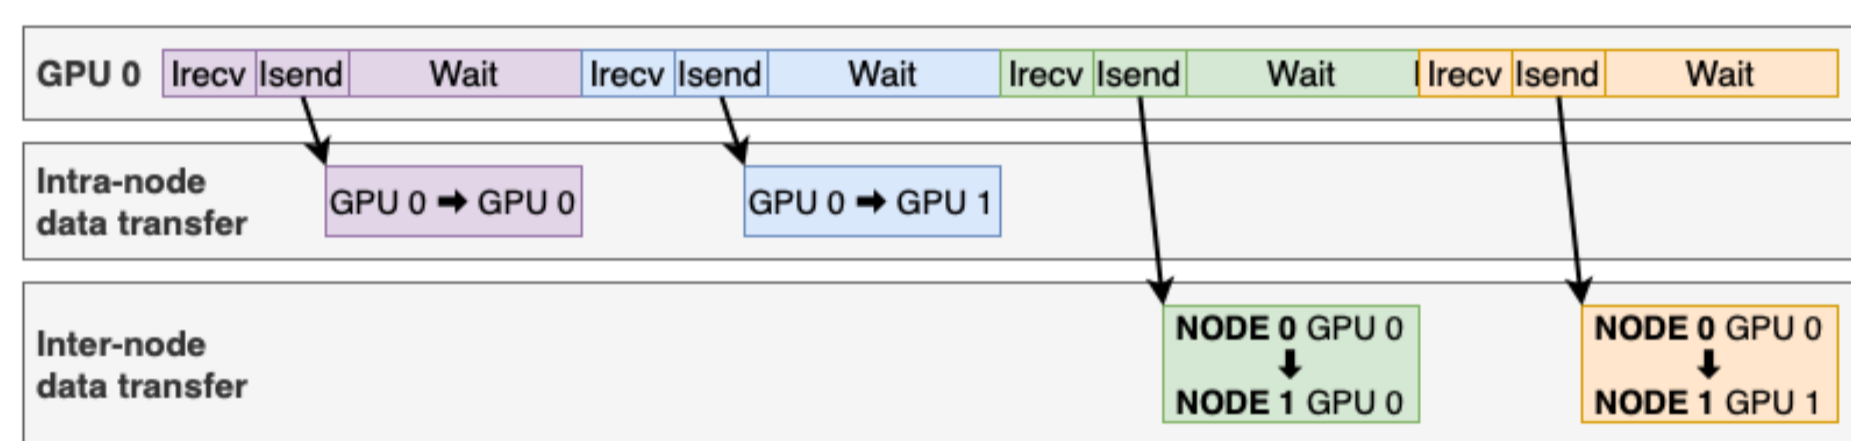 GPU 0 Irecv Isend Wait Irecv Isend Wait Irecv Isend Wait Irecv Isend Wait
Intra-node
data transfer
GPU 0 ➡ GPU 0
GPU 0 ➡ GPU 1
Inter-node
data transfer
NODE 0 GPU 0
⬇
NODE 1 GPU 0
NODE 0 GPU 0
⬇
NODE 1 GPU 1